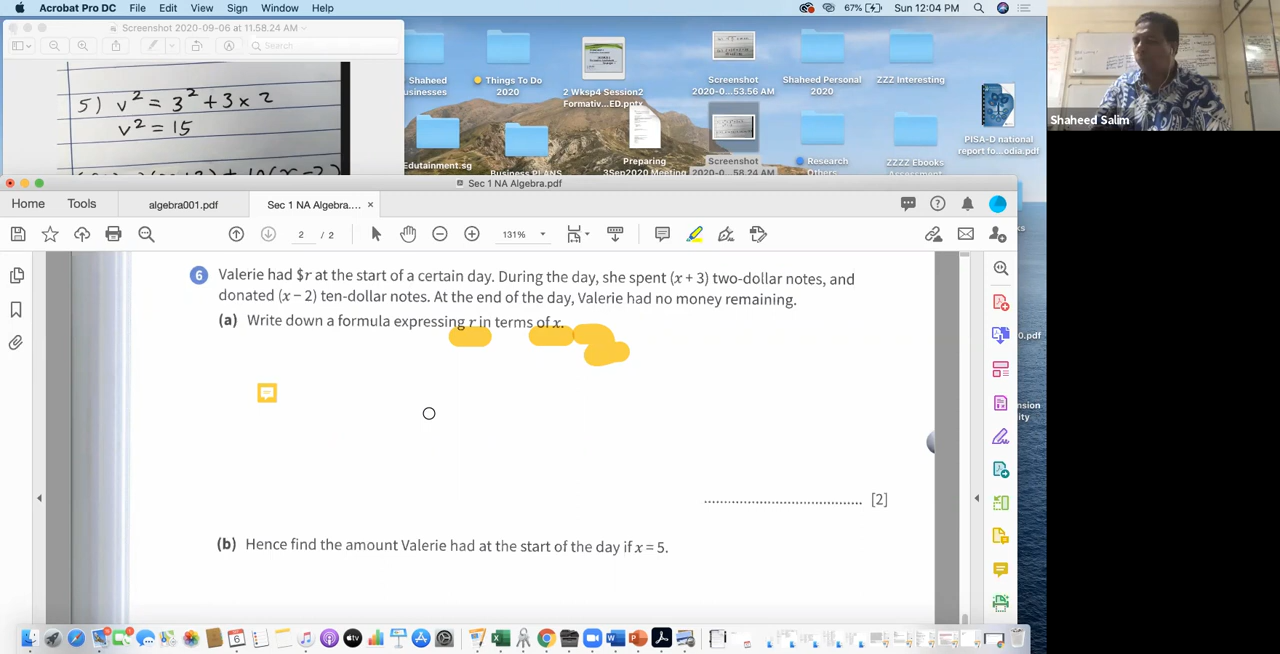 Acrobat Pro DC File Edit View Sign Window Help 67% Sun 12:04 PM
Screenshot 2020-09-06 at 11.58.24 AM
Search
5) v² = 3² + 3 × 2
v² = 15
Shaheed
usinesses
Things To Do
2020
2 Wksp4 Session2
Formativ...ED.pptx
Screenshot
2020-0...53.56 AM
Shaheed Personal
2020
ZZZ Interesting
Edutainment.sg
Business PLANS
Preparing
3Sep2020 Meeting
Screenshot
2020-0...58.24 AM
Research
Others
ZZZZ Ebooks
Assessment
PISA-D national
report fo...odia.pdf
Shaheed Salim
Sec 1 NA Algebra.pdf
Home Tools algebra001.pdf Sec 1 NA Algebra.... ×
2 / 2 131%
6 Valerie had $r at the start of a certain day. During the day, she spent (x + 3) two-dollar notes, and
donated (x − 2) ten-dollar notes. At the end of the day, Valerie had no money remaining.
(a) Write down a formula expressing r in terms of x.
[2]
(b) Hence find the amount Valerie had at the start of the day if x = 5.
0.pdf
nsion
ity